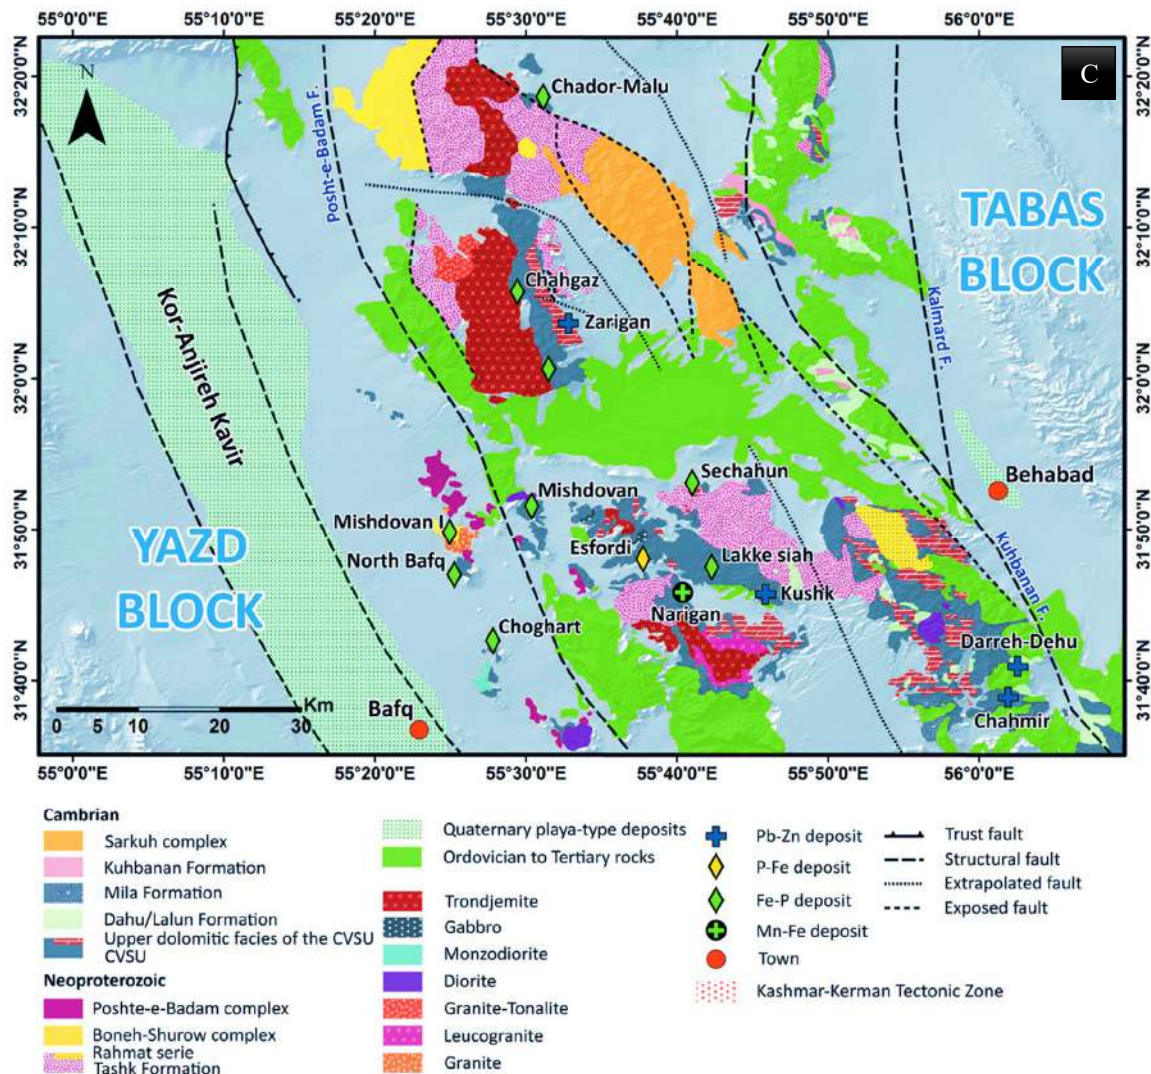 55°0'0"E 55°10'0"E 55°20'0"E 55°30'0"E 55°40'0"E 55°50'0"E 56°0'0"E
C
N
32°20'0"N
32°20'0"N
Chador-Malu
Posht-e-Badam F.
32°10'0"N
32°10'0"N
TABAS
BLOCK
Kor-Anjireh Kavir
Chahgaz
Zarigan
Kalmard F.
32°0'0"N
32°0'0"N
Sechahun
Behabad
Mishdovan
Mishdovan I
31°50'0"N
31°50'0"N
YAZD
BLOCK
Esfordi
North Bafq
Lakke siah
Kushk
Kuhbanan F.
Narigan
Choghart
Darreh-Dehu
31°40'0"N
31°40'0"N
Chahmir
Bafq
0 5 10 20 30 Km
55°0'0"E 55°10'0"E 55°20'0"E 55°30'0"E 55°40'0"E 55°50'0"E 56°0'0"E
Cambrian
Sarkuh complex
Kuhbanan Formation
Mila Formation
Dahu/Lalun Formation
Upper dolomitic facies of the CVSU
CVSU
Neoproterozoic
Poshte-e-Badam complex
Boneh-Shurow complex
Rahmat serie
Tashk Formation
Quaternary playa-type deposits
Ordovician to Tertiary rocks
Trondjemite
Gabbro
Monzodiorite
Diorite
Granite-Tonalite
Leucogranite
Granite
Pb-Zn deposit
P-Fe deposit
Fe-P deposit
Mn-Fe deposit
Town
Kashmar-Kerman Tectonic Zone
Trust fault
Structural fault
Extrapolated fault
Exposed fault